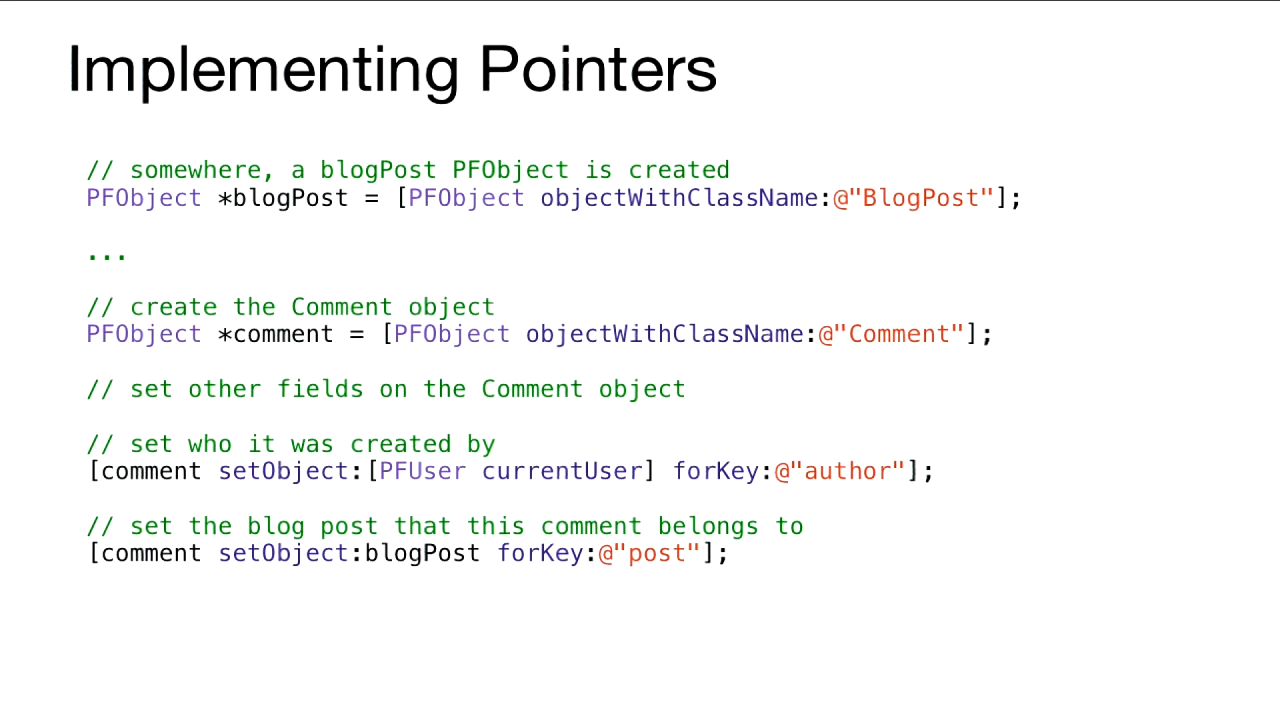 Implementing Pointers
// somewhere, a blogPost PFObject is created
PFObject *blogPost = [PFObject objectWithClassName:@"BlogPost"];
...
// create the Comment object
PFObject *comment = [PFObject objectWithClassName:@"Comment"];
// set other fields on the Comment object
// set who it was created by
[comment setObject:[PFUser currentUser] forKey:@"author"];
// set the blog post that this comment belongs to
[comment setObject:blogPost forKey:@"post"];